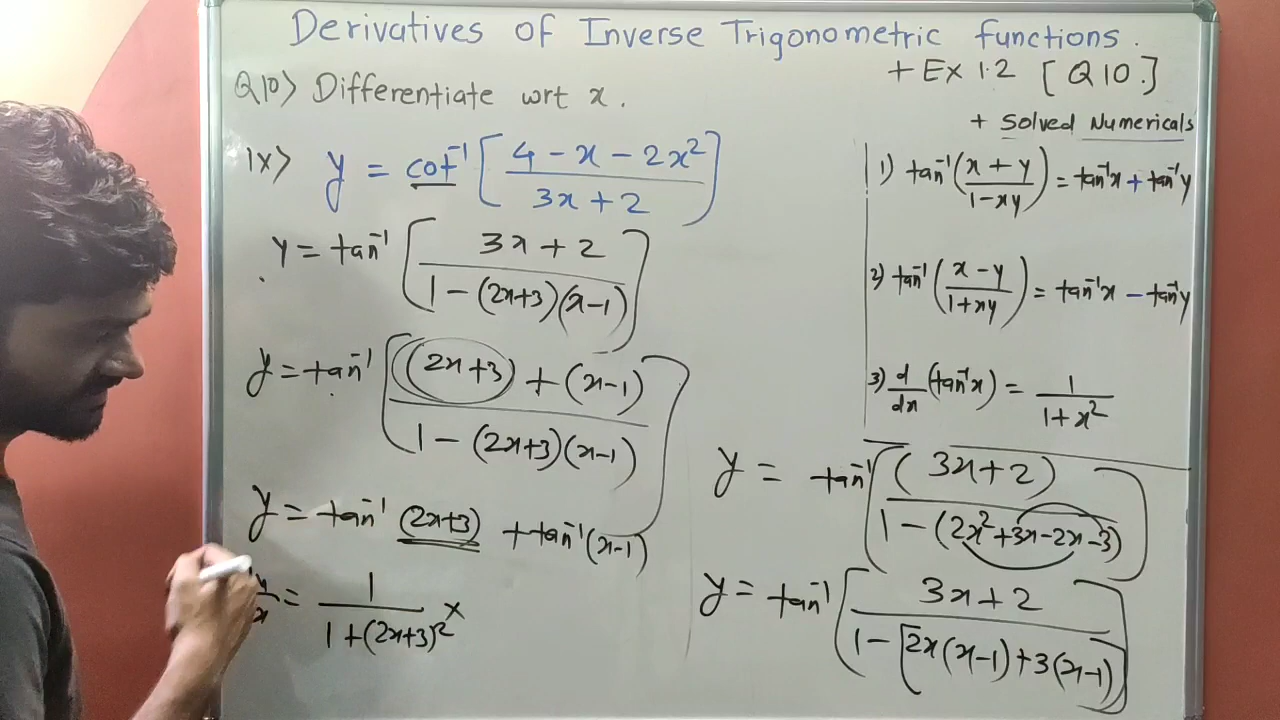 Derivatives of Inverse Trigonometric functions.
+ Ex 1.2 [Q10.]
+ Solved Numericals
Q10> Differentiate wrt x.
IX> y = cot⁻¹ [(4 - x - 2x²)/(3x + 2)]
y = tan⁻¹ [(3x + 2)/(1 - (2x+3)(x-1))]
y = tan⁻¹ [((2x+3) + (x-1))/(1 - (2x+3)(x-1))]
y = tan⁻¹ (2x+3) + tan⁻¹(x-1)
= 1/(1+(2x+3)²) ×
1) tan⁻¹((x + y)/(1-xy)) = tan⁻¹x + tan⁻¹y
2) tan⁻¹((x - y)/(1+xy)) = tan⁻¹x - tan⁻¹y
3) d/dx (tan⁻¹x) = 1/(1+x²)
y = tan⁻¹[(3x+2)/(1 - (2x²+3x-2x-3))]
y = tan⁻¹[(3x+2)/(1 - [2x(x-1)+3(x-1)])]